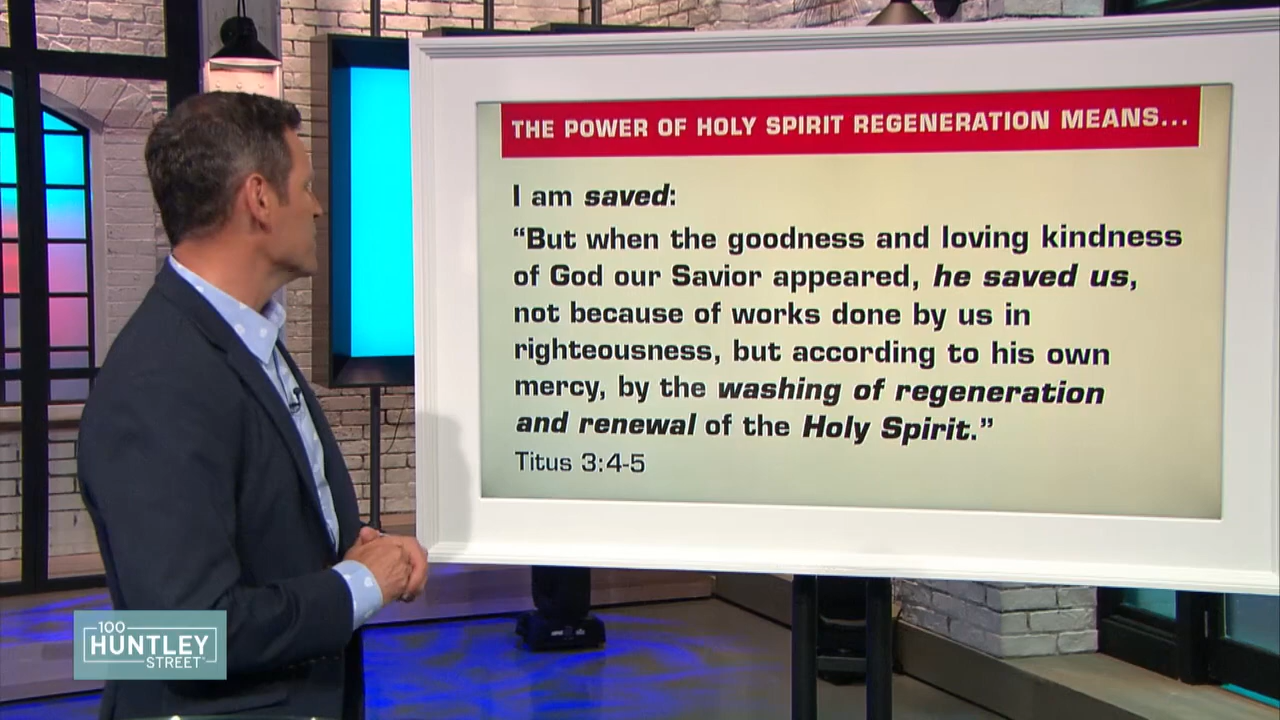 THE POWER OF HOLY SPIRIT REGENERATION MEANS...
I am saved:
“But when the goodness and loving kindness
of God our Savior appeared, he saved us,
not because of works done by us in
righteousness, but according to his own
mercy, by the washing of regeneration
and renewal of the Holy Spirit.”
Titus 3:4-5
100
HUNTLEY
STREET